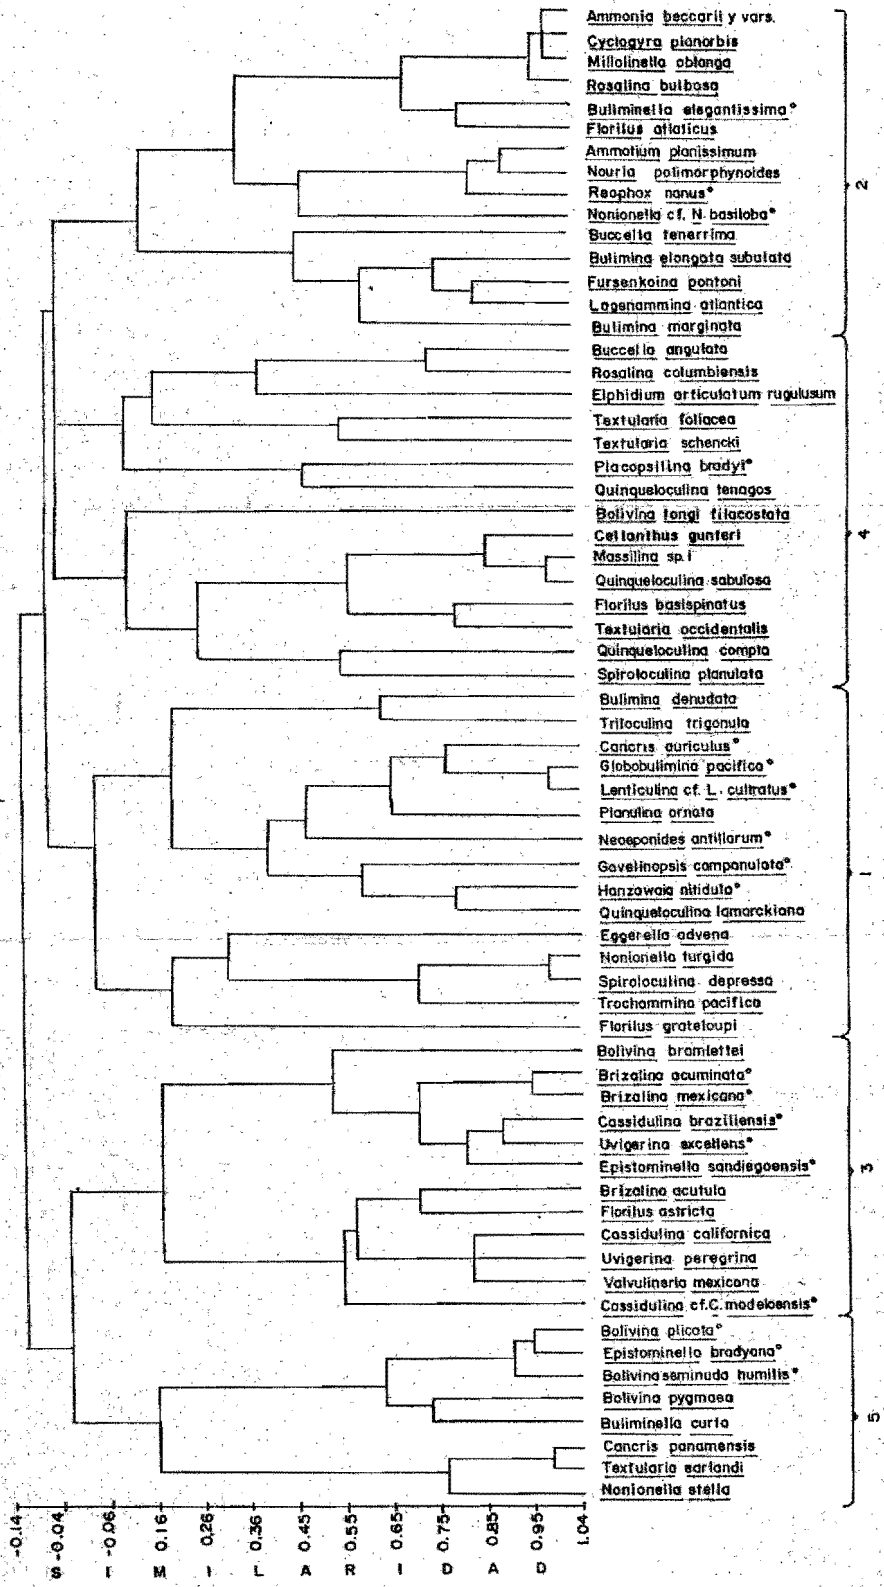 Ammonia beccarii y vars.
Cyclogyra planorbis
Miliolinella oblonga
Rosalina bulbosa
Buliminella elegantissima°
Florilus atlaticus
Ammotium planissimum
Nouria polimorphynoides
Reophax nanus°
Nonionella cf. N. basiloba°
Buccella tenerrima
Bulimina elongata subulata
Fursenkoina pontoni
Lagenammina atlantica
Bulimina marginata
2
Buccella angulata
Rosalina columbiensis
Elphidium articulatum rugulusum
Textularia foliacea
Textularia schencki
Placopsilina bradyi°
Quinqueloculina tenagos
Bolivina longi filacostata
Cellanthus gunteri
Massilina sp. i
Quinqueloculina sabulosa
Florilus basispinatus
Textularia occidentalis
Quinqueloculina compta
Spiroloculina planulata
4
Bulimina denudata
Triloculina trigonula
Cancris auriculus°
Globobulimina pacifica°
Lenticulina cf. L. cultratus°
Planulina ornata
Neoeponides antillarum°
Gavelinopsis companulata°
Hanzawaia nitidula°
Quinqueloculina lamarckiana
Eggerella advena
Nonionella turgida
Spiroloculina depressa
Trochammina pacifica
Florilus grateloupi
1
Bolivina bramlettei
Brizalina acuminata°
Brizalina mexicana°
Cassidulina braziliensis°
Uvigerina excellens°
Epistominella sandiegoensis°
Brizalina acutula
Florilus astricta
Cassidulina californica
Uvigerina peregrina
Valvulineria mexicana
Cassidulina cf. C. modeloensis°
3
Bolivina plicata°
Epistominella bradyana°
Bolivina seminuda humilis°
Bolivina pygmaea
Buliminella curta
Cancris panamensis
Textularia earlandi
Nonionella stella
5
-0.14 -0.04 -0.06 0.16 0.26 0.36 0.45 0.55 0.65 0.75 0.85 0.95 1.04
S I M I L A R I D A D